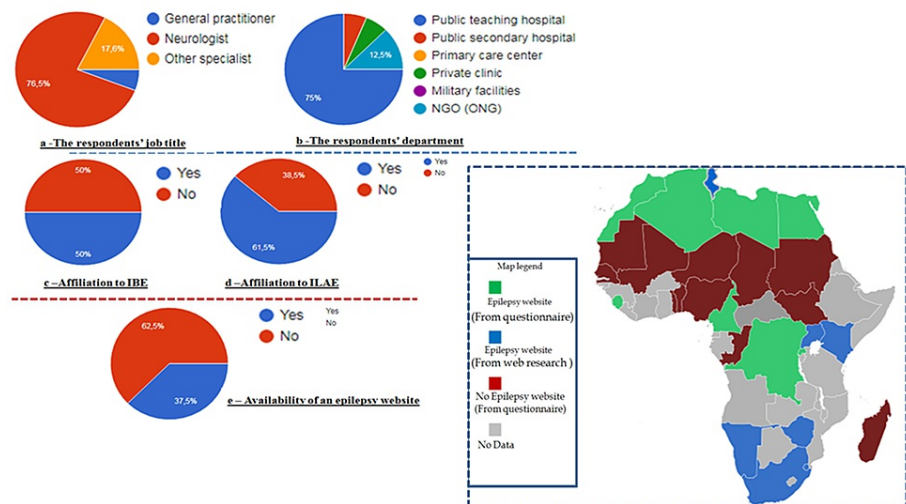 General practitioner
Neurologist
Other specialist
17,6%
76,5%
a -The respondents' job title
Public teaching hospital
Public secondary hospital
Primary care center
Private clinic
Military facilities
NGO (ONG)
12,5%
75%
b -The respondents' department
50%
50%
Yes
No
c –Affiliation to IBE
38,5%
61,5%
Yes
No
Yes
No
d –Affiliation to ILAE
62,5%
37,5%
Yes
No
Yes
No
e – Availability of an epilepsy website
Map legend
Epilepsy website
(From questionnaire)
Epilepsy website
(From web research )
No Epilepsy website
(From questionnaire)
No Data